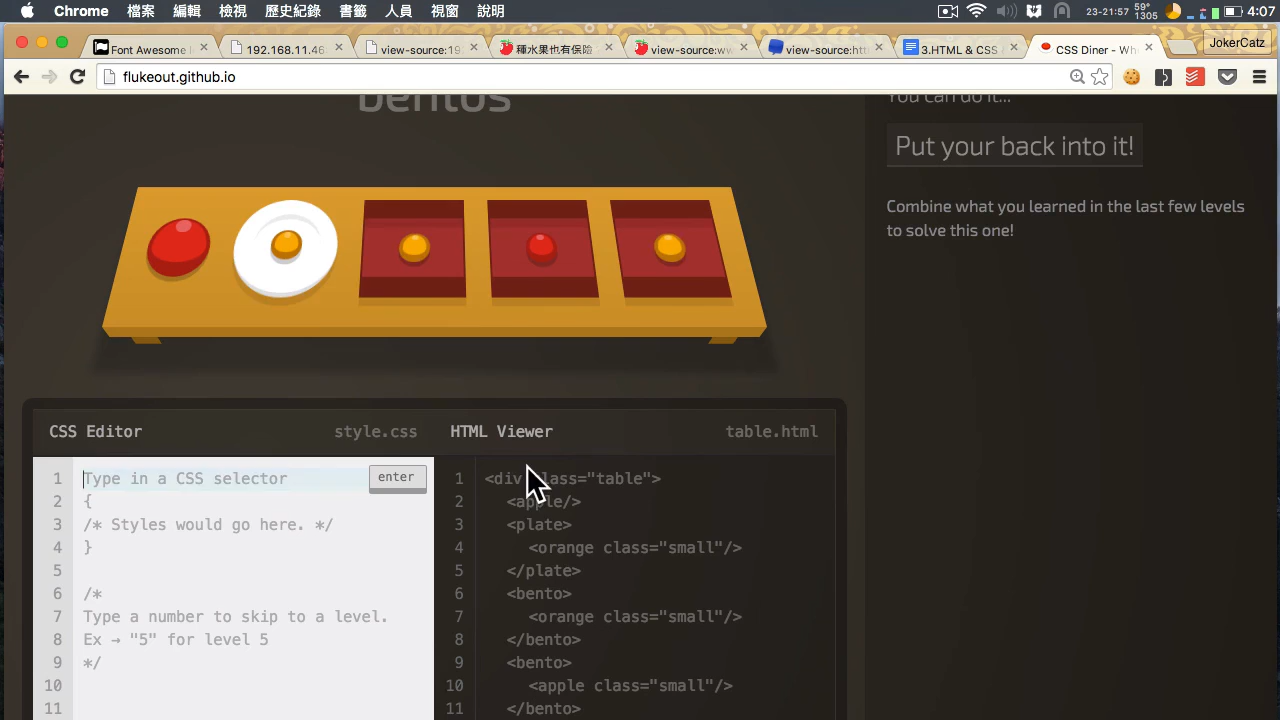 Chrome 檔案 編輯 檢視 歷史紀錄 書籤 人員 視窗 說明 23-21:57 59° 1305 4:07
Font Awesome 192.168.11.46 view-source:19 種水果也有保險 view-source:ww view-source:htt 3.HTML & CSS CSS Diner - Wh JokerCatz
flukeout.github.io
bentos
You can do it...
Put your back into it!
Combine what you learned in the last few levels
to solve this one!
CSS Editor style.css
HTML Viewer table.html
1 Type in a CSS selector enter
2 {
3 /* Styles would go here. */
4 }
5
6 /*
7 Type a number to skip to a level.
8 Ex → "5" for level 5
9 */
10
11
1 <div class="table">
2 <apple/>
3 <plate>
4 <orange class="small"/>
5 </plate>
6 <bento>
7 <orange class="small"/>
8 </bento>
9 <bento>
10 <apple class="small"/>
11 </bento>